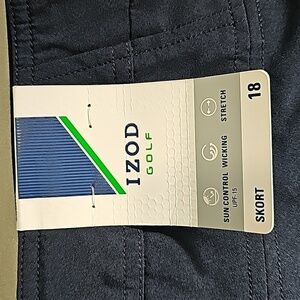 IZOD
GOLF
STRETCH
WICKING
SUN CONTROL
UPF 15
18
SKORT